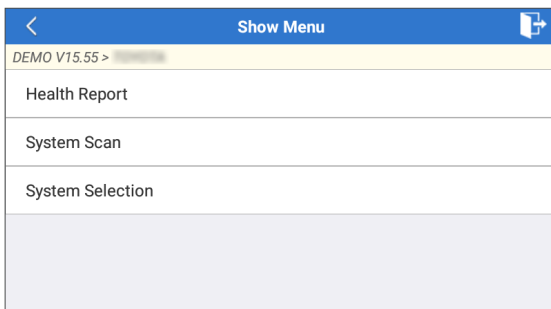 Show Menu
DEMO V15.55 >
Health Report
System Scan
System Selection